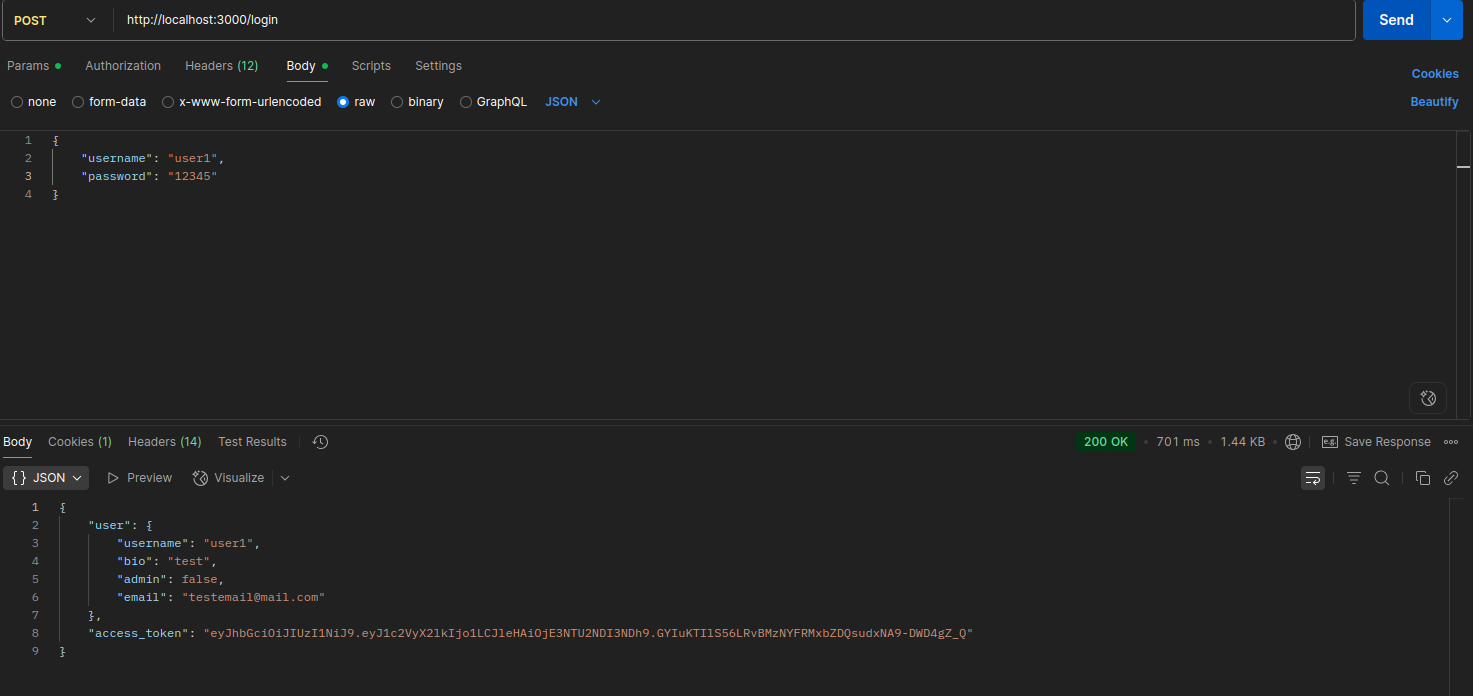 POST http://localhost:3000/login Send
Params Authorization Headers (12) Body Scripts Settings Cookies
none form-data x-www-form-urlencoded raw binary GraphQL JSON Beautify
1 {
2 "username": "user1",
3 "password": "12345"
4 }
Body Cookies (1) Headers (14) Test Results 200 OK 701 ms 1.44 KB e.g. Save Response
{} JSON Preview Visualize
1 {
2 "user": {
3 "username": "user1",
4 "bio": "test",
5 "admin": false,
6 "email": "testemail@mail.com"
7 },
8 "access_token": "eyJhbGciOiJIUzI1NiJ9.eyJ1c2VyX2lkIjo1LCJleHAiOjE3NTU2NDI3NDh9.GYIuKTIlS56LRvBMzNYFRMxbZDQsudxNA9-DWD4gZ_Q"
9 }